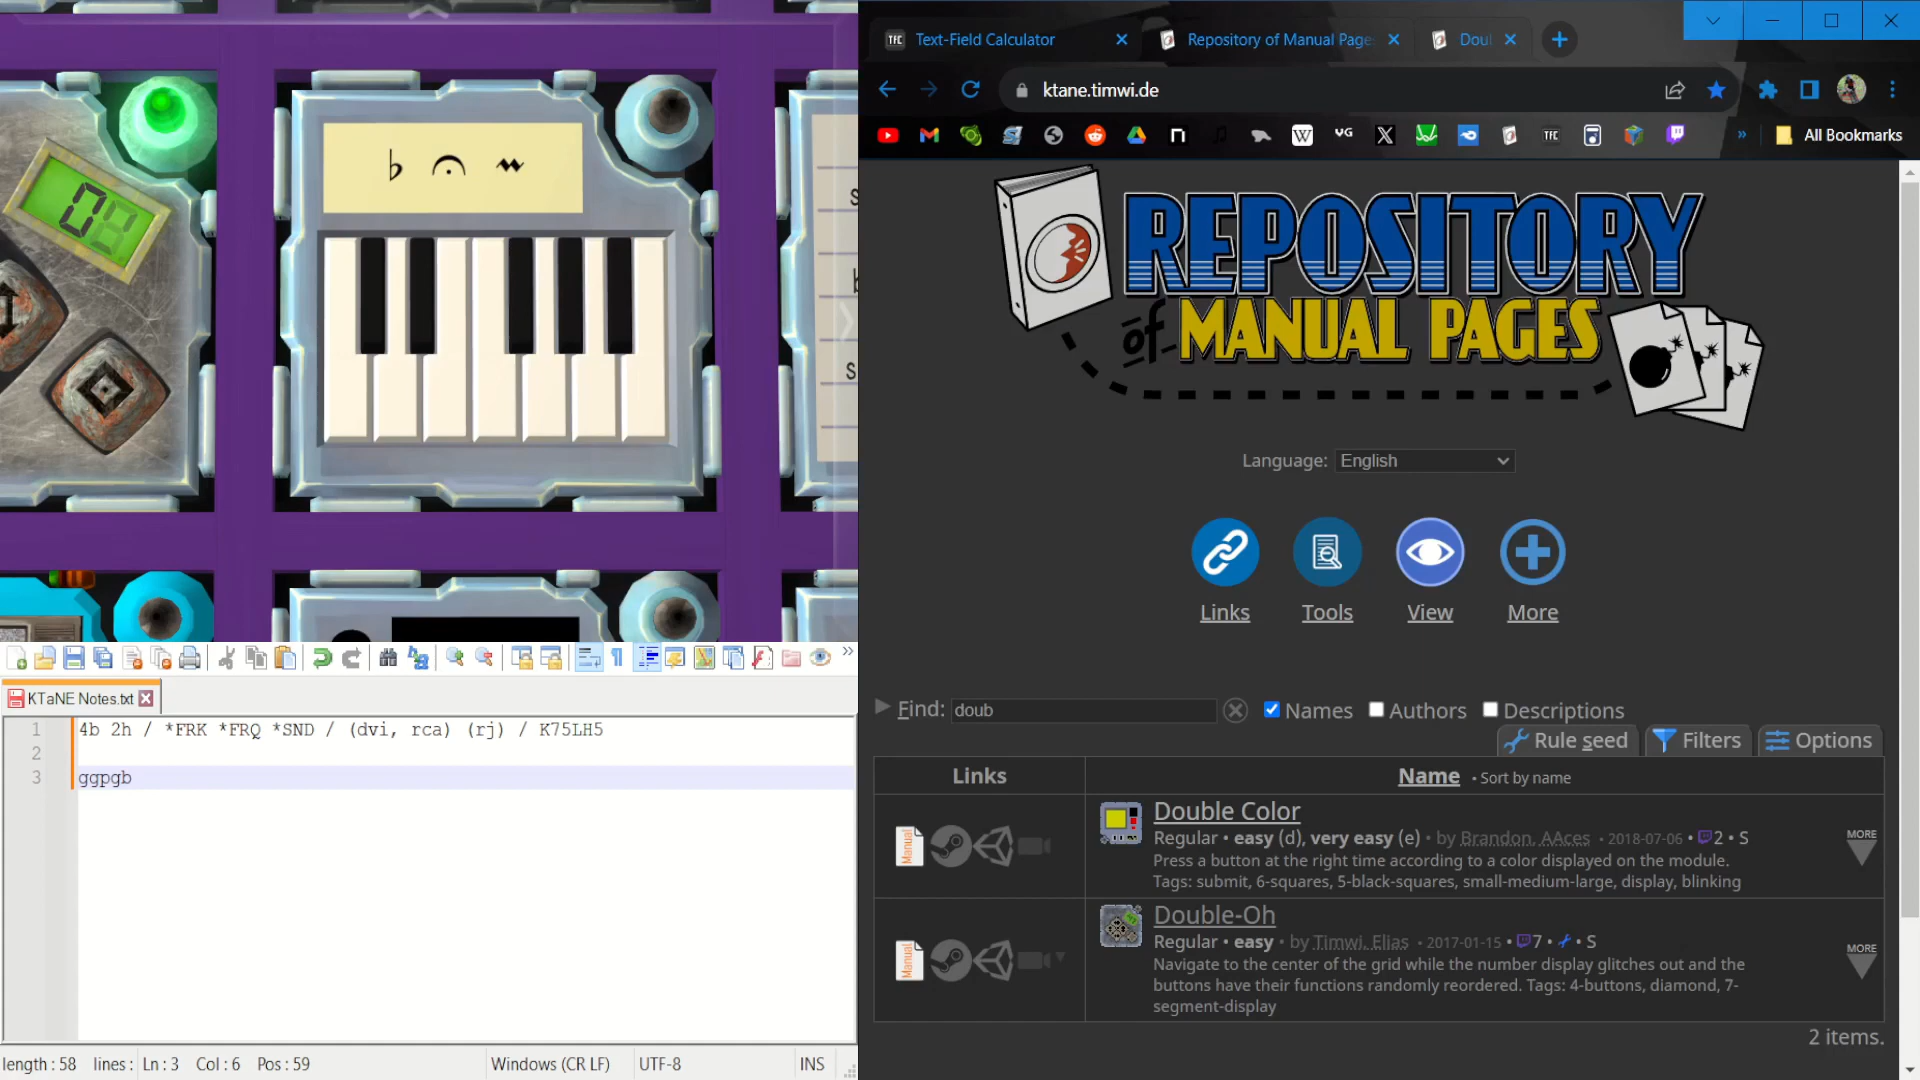 Text-Field Calculator
Repository of Manual Page
Doul
ktane.timwi.de
All Bookmarks
REPOSITORY
of MANUAL PAGES
Language: English
Links
Tools
View
More
Find: doub
Names
Authors
Descriptions
Rule seed
Filters
Options
Links
Name • Sort by name
Manual
Double Color
Regular • easy (d), very easy (e) • by Brandon, AAces • 2018-07-06 • 2 • S
Press a button at the right time according to a color displayed on the module.
Tags: submit, 6-squares, 5-black-squares, small-medium-large, display, blinking
MORE
Manual
Double-Oh
Regular • easy • by Timwi, Elias • 2017-01-15 • 7 • S
Navigate to the center of the grid while the number display glitches out and the
buttons have their functions randomly reordered. Tags: 4-buttons, diamond, 7-
segment-display
MORE
2 items.
KTaNE Notes.txt
1 4b 2h / *FRK *FRQ *SND / (dvi, rca) (rj) / K75LH5
2
3 ggpgb
length : 58 lines : Ln : 3 Col : 6 Pos : 59 Windows (CR LF) UTF-8 INS